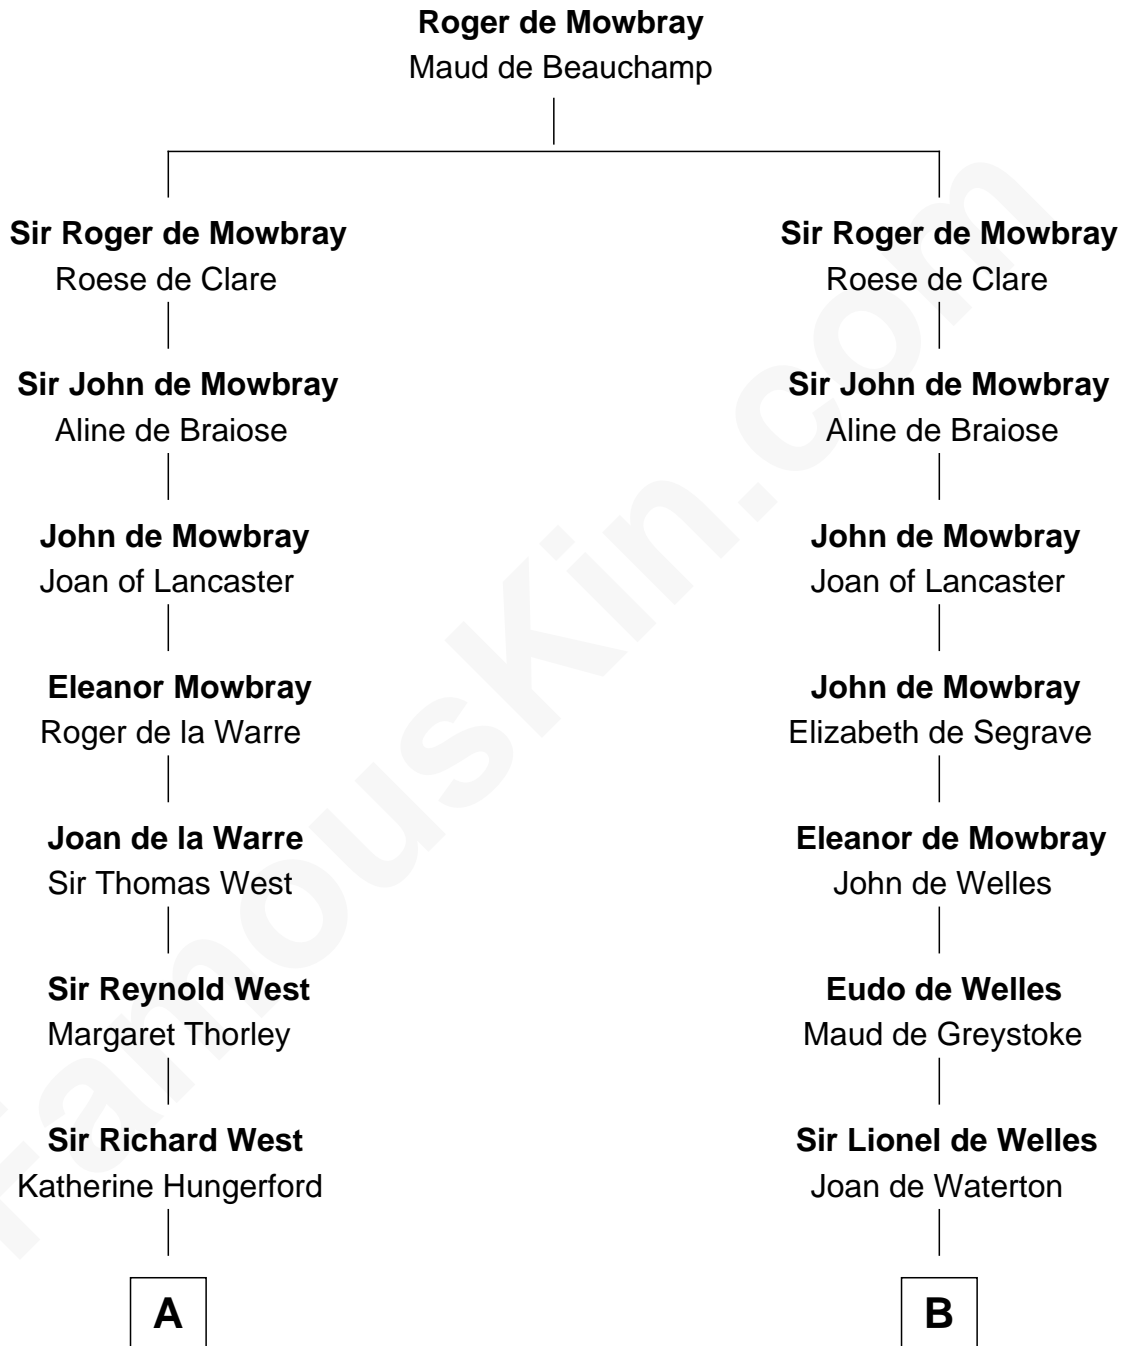 Roger de Mowbray
Maud de Beauchamp
Sir Roger de Mowbray
Roese de Clare
Sir John de Mowbray
Aline de Braiose
John de Mowbray
Joan of Lancaster
Eleanor Mowbray
Roger de la Warre
Joan de la Warre
Sir Thomas West
Sir Reynold West
Margaret Thorley
Sir Richard West
Katherine Hungerford
A
Sir Roger de Mowbray
Roese de Clare
Sir John de Mowbray
Aline de Braiose
John de Mowbray
Joan of Lancaster
John de Mowbray
Elizabeth de Segrave
Eleanor de Mowbray
John de Welles
Eudo de Welles
Maud de Greystoke
Sir Lionel de Welles
Joan de Waterton
B
FamousKin.com